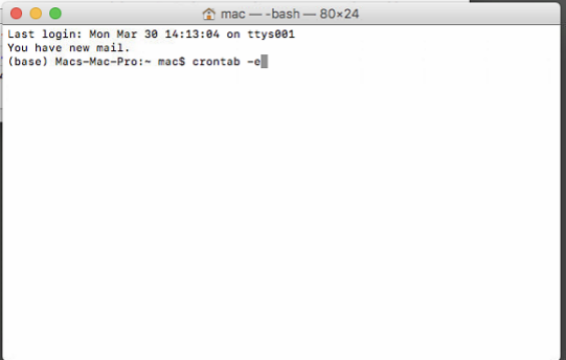 mac — -bash — 80×24
Last login: Mon Mar 30 14:13:04 on ttys001
You have new mail.
(base) Macs-Mac-Pro:~ mac$ crontab -e